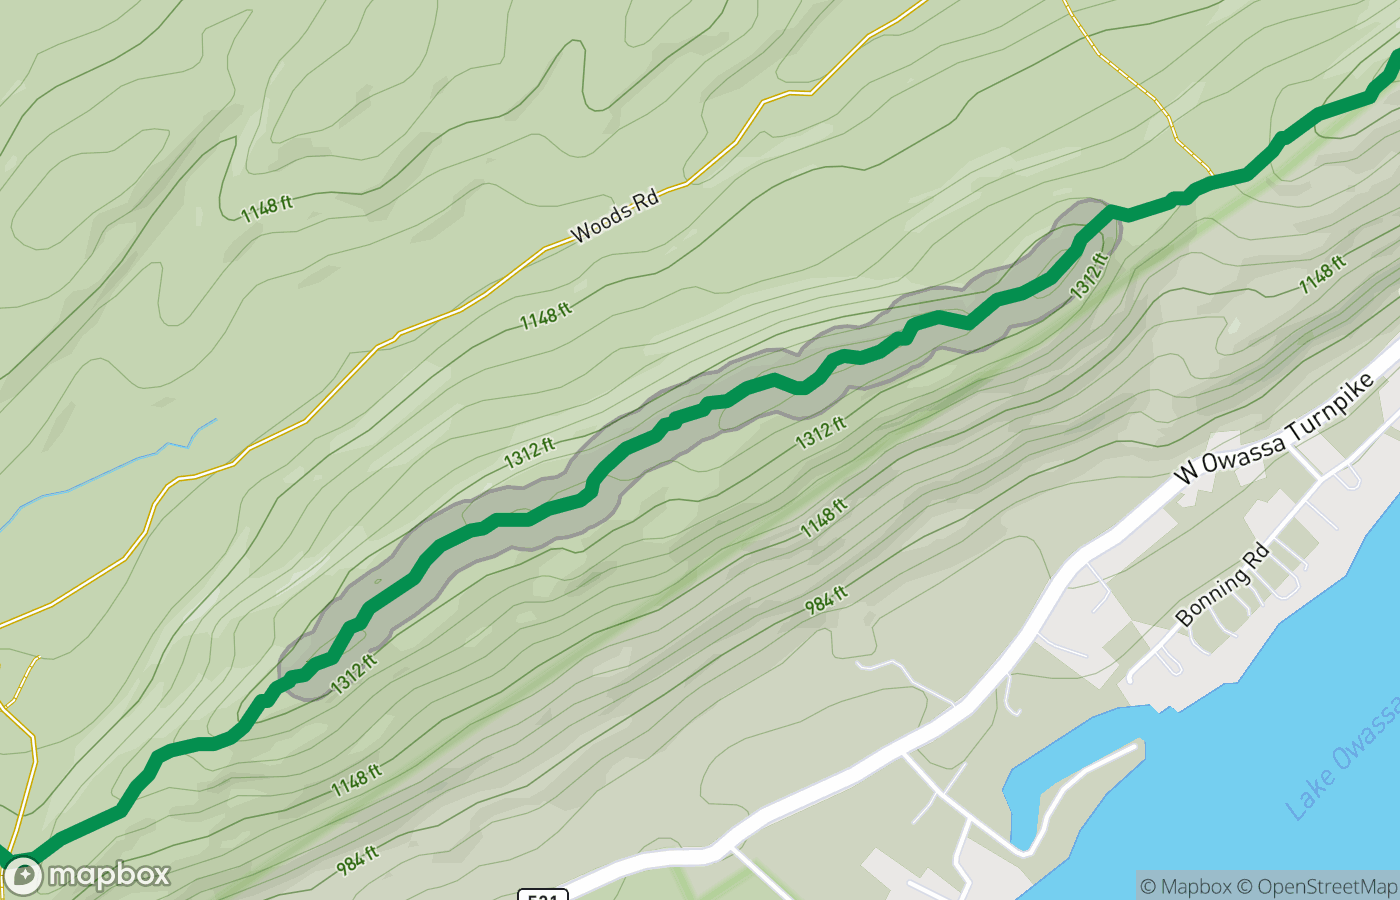 1148 ft
Woods Rd
1148 ft
1312 ft
1148 ft
1312 ft
1312 ft
W Owassa Turnpike
1148 ft
Bonning Rd
984 ft
1312 ft
1148 ft
Lake Owassa
984 ft
mapbox
© Mapbox © OpenStreetMap